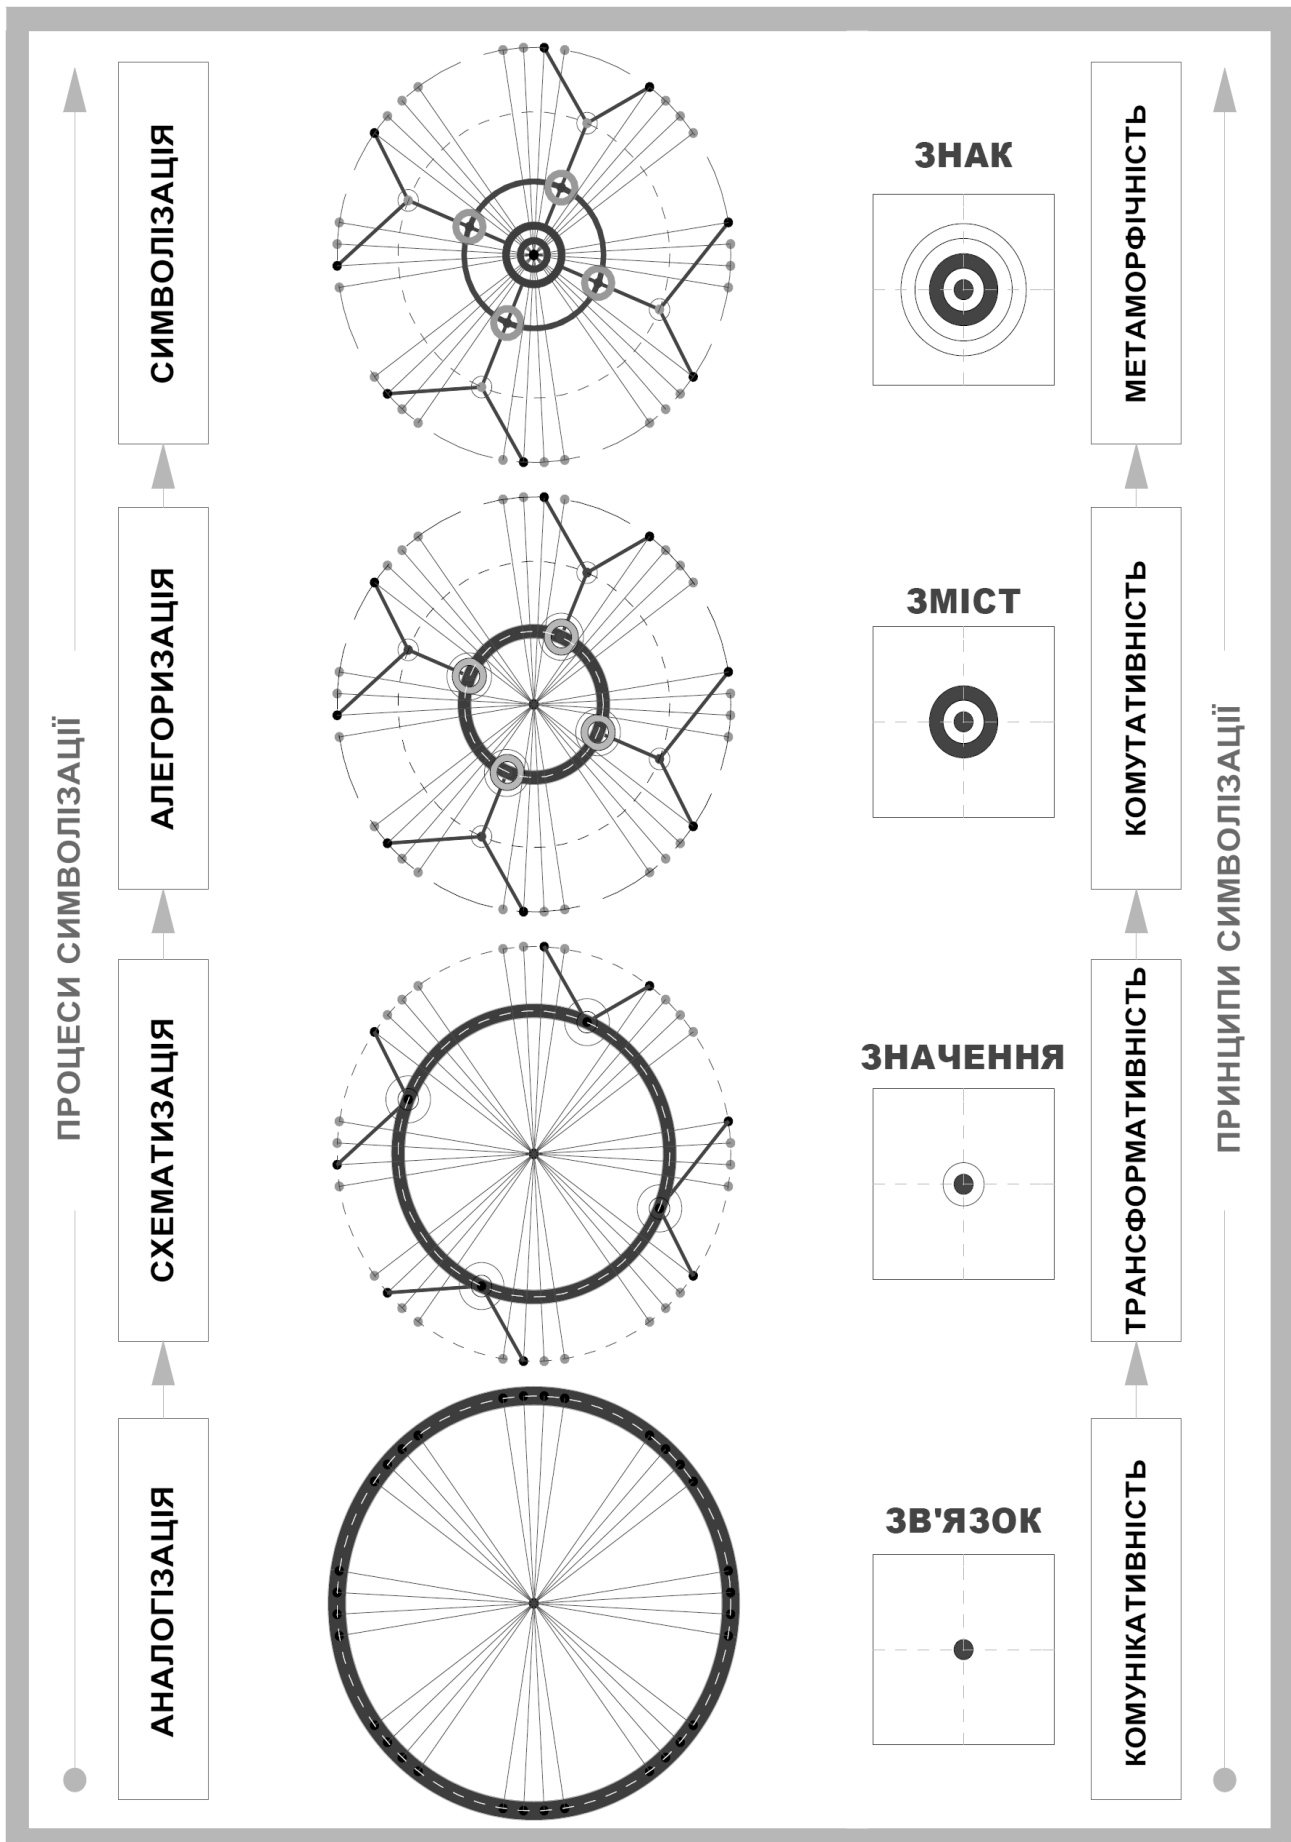 ПРОЦЕСИ СИМВОЛІЗАЦІЇ
СИМВОЛІЗАЦІЯ
АЛЕГОРИЗАЦІЯ
СХЕМАТИЗАЦІЯ
АНАЛОГІЗАЦІЯ
ЗНАК
ЗМІСТ
ЗНАЧЕННЯ
ЗВ'ЯЗОК
МЕТАМОРФІЧНІСТЬ
КОМУТАТИВНІСТЬ
ТРАНСФОРМАТИВНІСТЬ
КОМУНІКАТИВНІСТЬ
ПРИНЦИПИ СИМВОЛІЗАЦІЇ